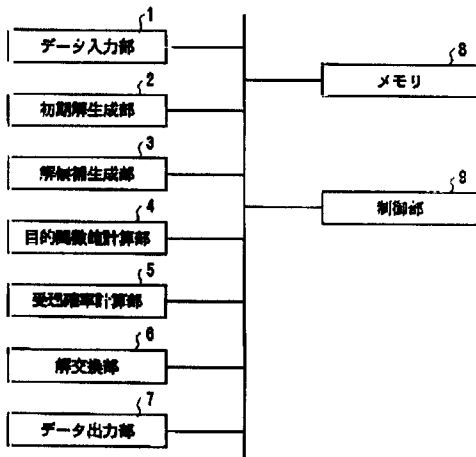 1
データ入力部
2
初期解生成部
3
解候補生成部
4
目的関数値計算部
5
受理確率計算部
6
解交換部
7
データ出力部
8
メモリ
9
制御部